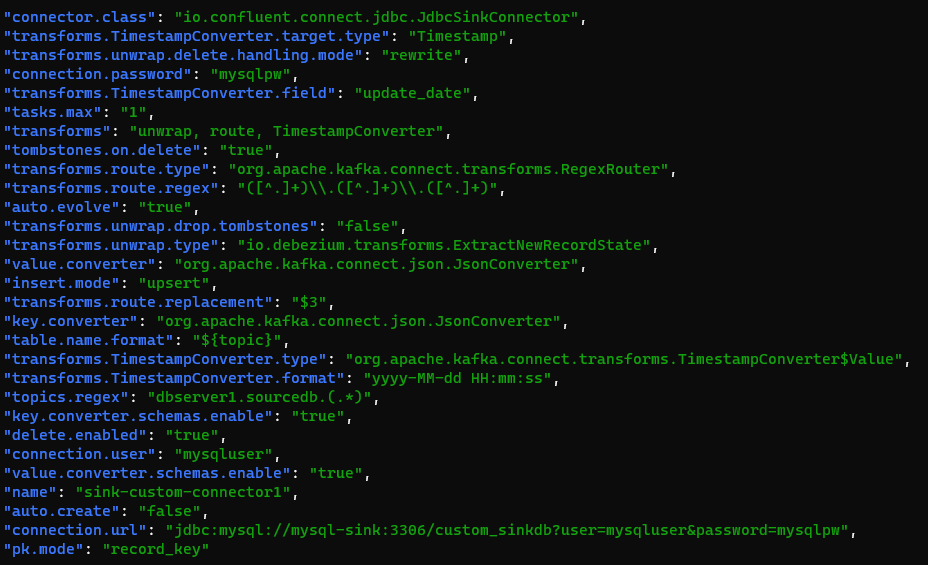 "connector.class": "io.confluent.connect.jdbc.JdbcSinkConnector",
"transforms.TimestampConverter.target.type": "Timestamp",
"transforms.unwrap.delete.handling.mode": "rewrite",
"connection.password": "mysqlpw",
"transforms.TimestampConverter.field": "update_date",
"tasks.max": "1",
"transforms": "unwrap, route, TimestampConverter",
"tombstones.on.delete": "true",
"transforms.route.type": "org.apache.kafka.connect.transforms.RegexRouter",
"transforms.route.regex": "([^.]+)\\.([^.]+)\\.([^.]+)",
"auto.evolve": "true",
"transforms.unwrap.drop.tombstones": "false",
"transforms.unwrap.type": "io.debezium.transforms.ExtractNewRecordState",
"value.converter": "org.apache.kafka.connect.json.JsonConverter",
"insert.mode": "upsert",
"transforms.route.replacement": "$3",
"key.converter": "org.apache.kafka.connect.json.JsonConverter",
"table.name.format": "${topic}",
"transforms.TimestampConverter.type": "org.apache.kafka.connect.transforms.TimestampConverter$Value",
"transforms.TimestampConverter.format": "yyyy-MM-dd HH:mm:ss",
"topics.regex": "dbserver1.sourcedb.(.*)",
"key.converter.schemas.enable": "true",
"delete.enabled": "true",
"connection.user": "mysqluser",
"value.converter.schemas.enable": "true",
"name": "sink-custom-connector1",
"auto.create": "false",
"connection.url": "jdbc:mysql://mysql-sink:3306/custom_sinkdb?user=mysqluser&password=mysqlpw",
"pk.mode": "record_key"